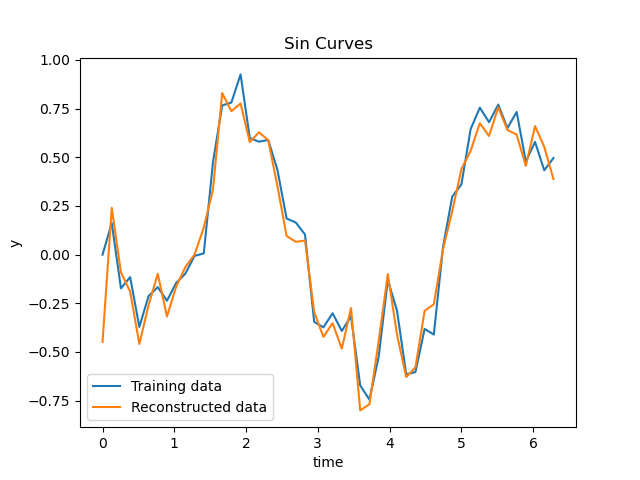 Sin Curves
1.00
0.75
0.50
0.25
0.00
−0.25
−0.50
−0.75
y
0 1 2 3 4 5 6
time
Training data
Reconstructed data